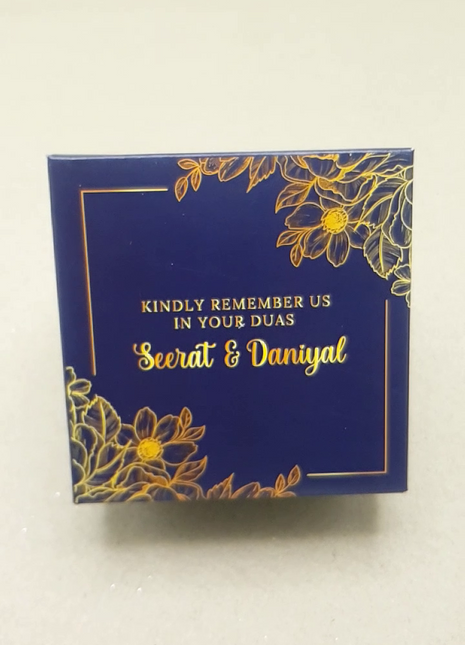 KINDLY REMEMBER US
IN YOUR DUAS
Seerat & Daniyal